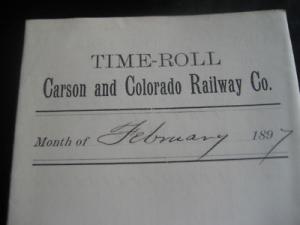 TIME-ROLL
Carson and Colorado Railway Co.
Month of February 1897